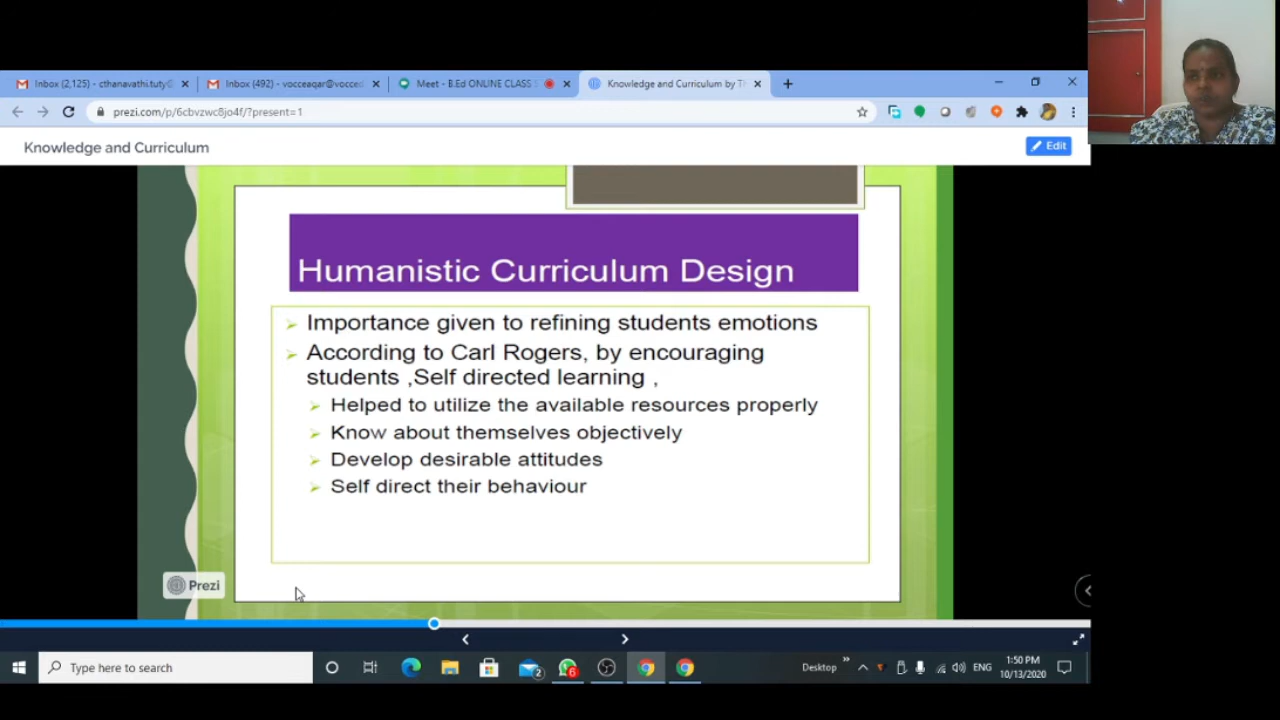 Inbox (2,125) - cthanavathi.tuty@
Inbox (492) - vocceaqar@vocced
Meet - B.Ed ONLINE CLASS
Knowledge and Curriculum by T
prezi.com/p/6cbvzwc8jo4f/?present=1
Knowledge and Curriculum
Edit
Humanistic Curriculum Design
Importance given to refining students emotions
According to Carl Rogers, by encouraging
students ,Self directed learning ,
Helped to utilize the available resources properly
Know about themselves objectively
Develop desirable attitudes
Self direct their behaviour
Prezi
Type here to search
2
6
Desktop
ENG
1:50 PM
10/13/2020